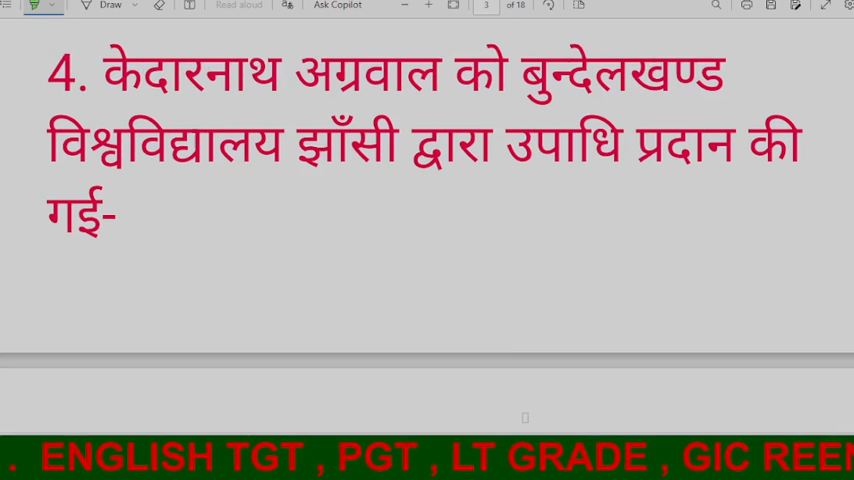 Draw
Read aloud
Ask Copilot
3
of 18
4. केदारनाथ अग्रवाल को बुन्देलखण्ड
विश्वविद्यालय झाँसी द्वारा उपाधि प्रदान की
गई-
. ENGLISH TGT , PGT , LT GRADE , GIC REEN